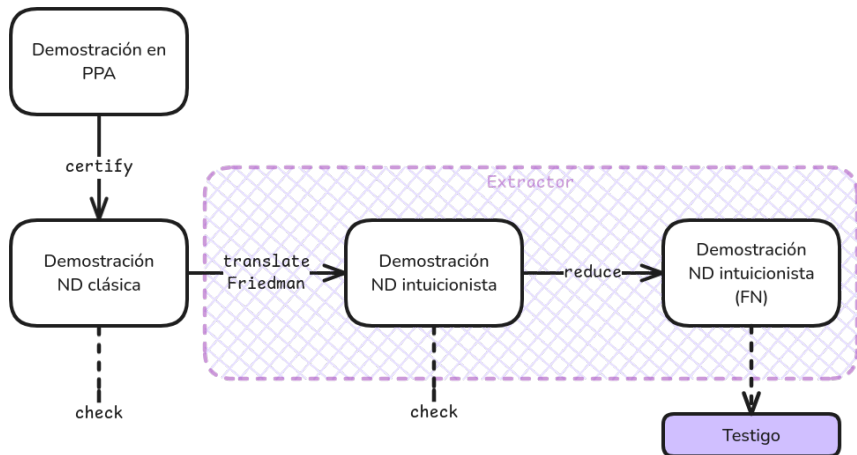 Demostración en
PPA
certify
Extractor
Demostración
ND clásica
translate
Friedman
Demostración
ND intuicionista
reduce
Demostración
ND intuicionista
(FN)
check
check
Testigo